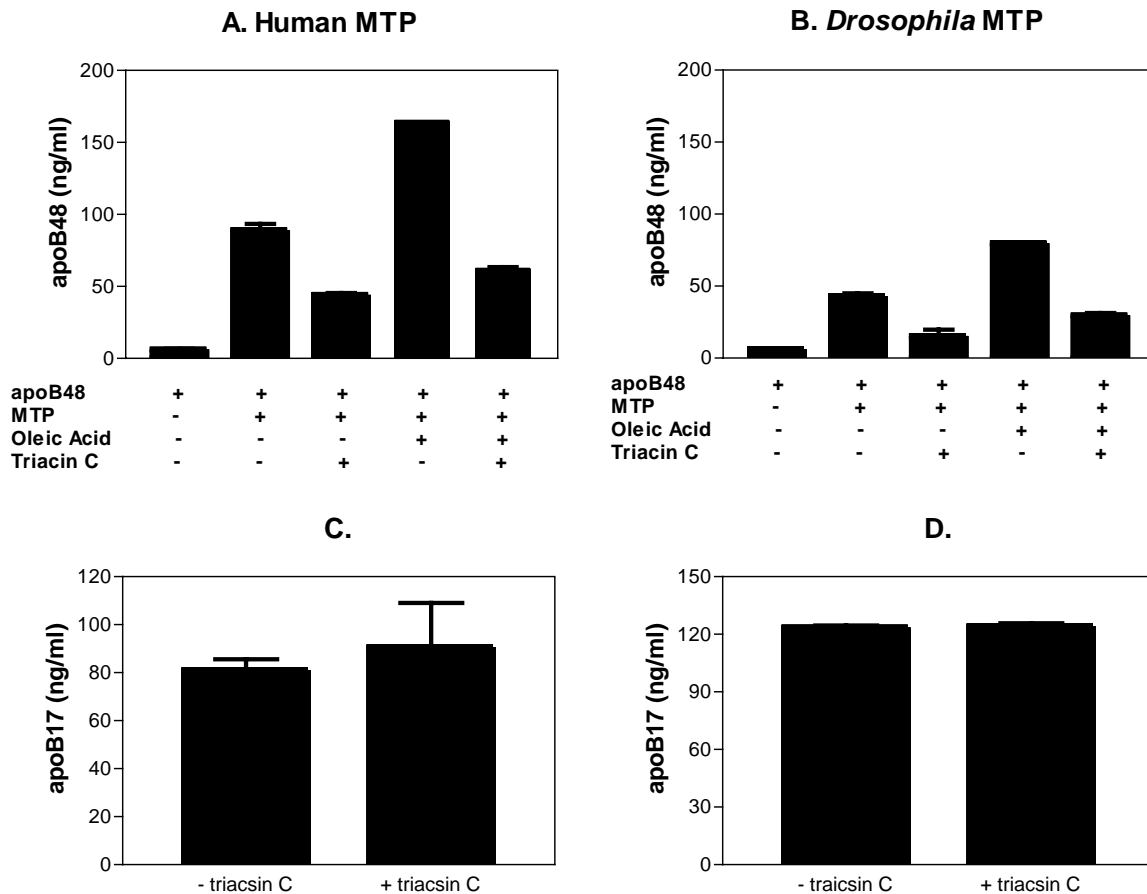 A. Human MTP
200
150
100
50
0
apoB48 (ng/ml)
apoB48 + + + + +
MTP - + + + +
Oleic Acid - - - + +
Triacin C - - + - +
B. Drosophila MTP
200
150
100
50
0
apoB48 (ng/ml)
apoB48 + + + + +
MTP - + + + +
Oleic Acid - - - + +
Triacin C - - + - +
C.
120
100
80
60
40
20
0
apoB17 (ng/ml)
- triacsin C + triacsin C
D.
150
120
90
60
30
0
apoB17 (ng/ml)
- traicsin C + triacsin C